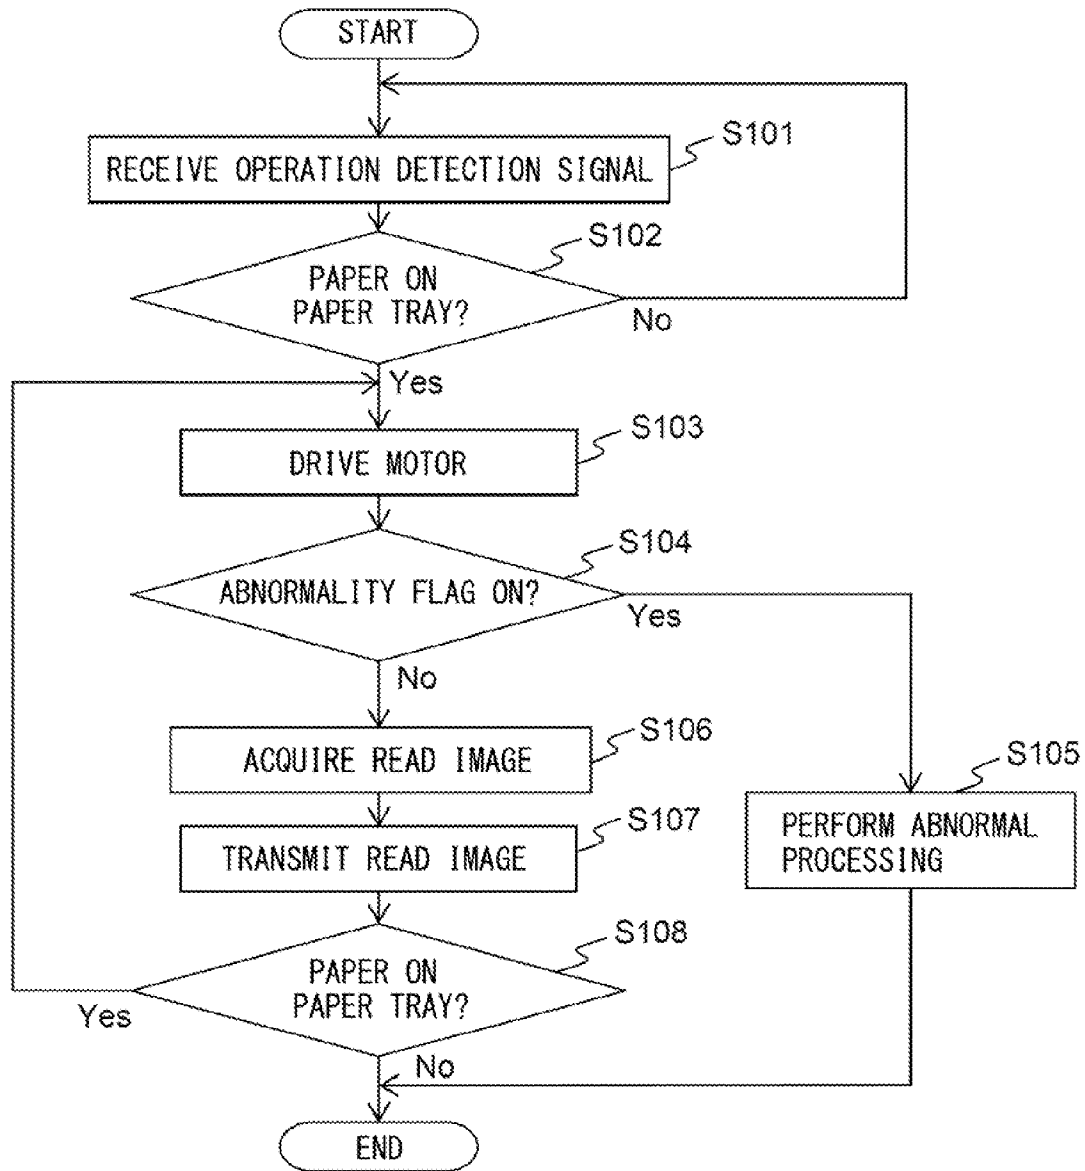 START
S101
RECEIVE OPERATION DETECTION SIGNAL
S102
PAPER ON
PAPER TRAY?
No
Yes
S103
DRIVE MOTOR
S104
ABNORMALITY FLAG ON?
Yes
No
S106
ACQUIRE READ IMAGE
S105
PERFORM ABNORMAL
PROCESSING
S107
TRANSMIT READ IMAGE
S108
PAPER ON
PAPER TRAY?
Yes
No
END